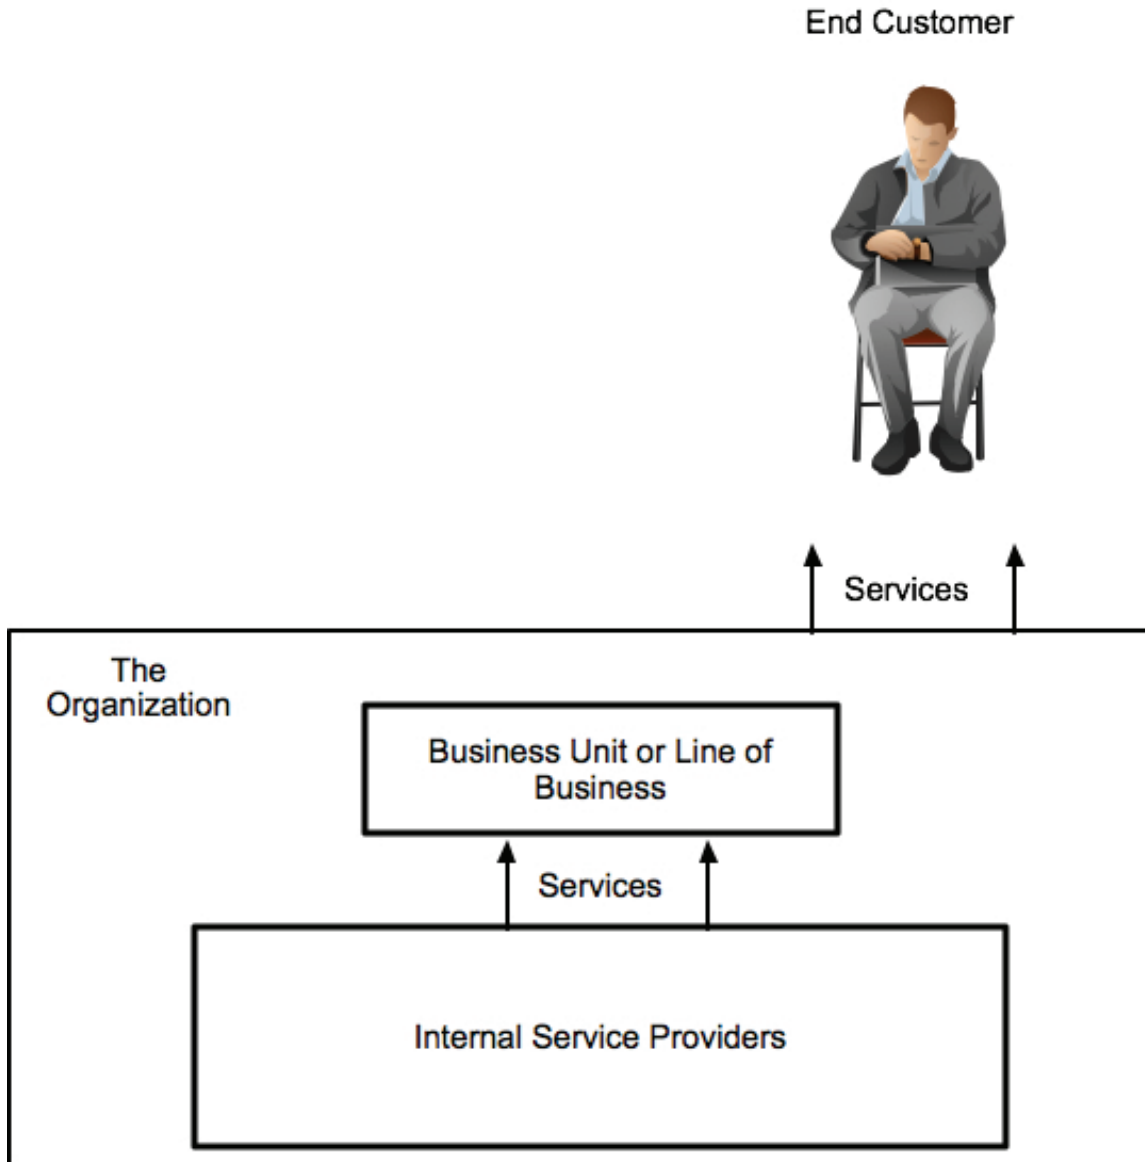 End Customer
Services
The
Organization
Business Unit or Line of
Business
Services
Internal Service Providers